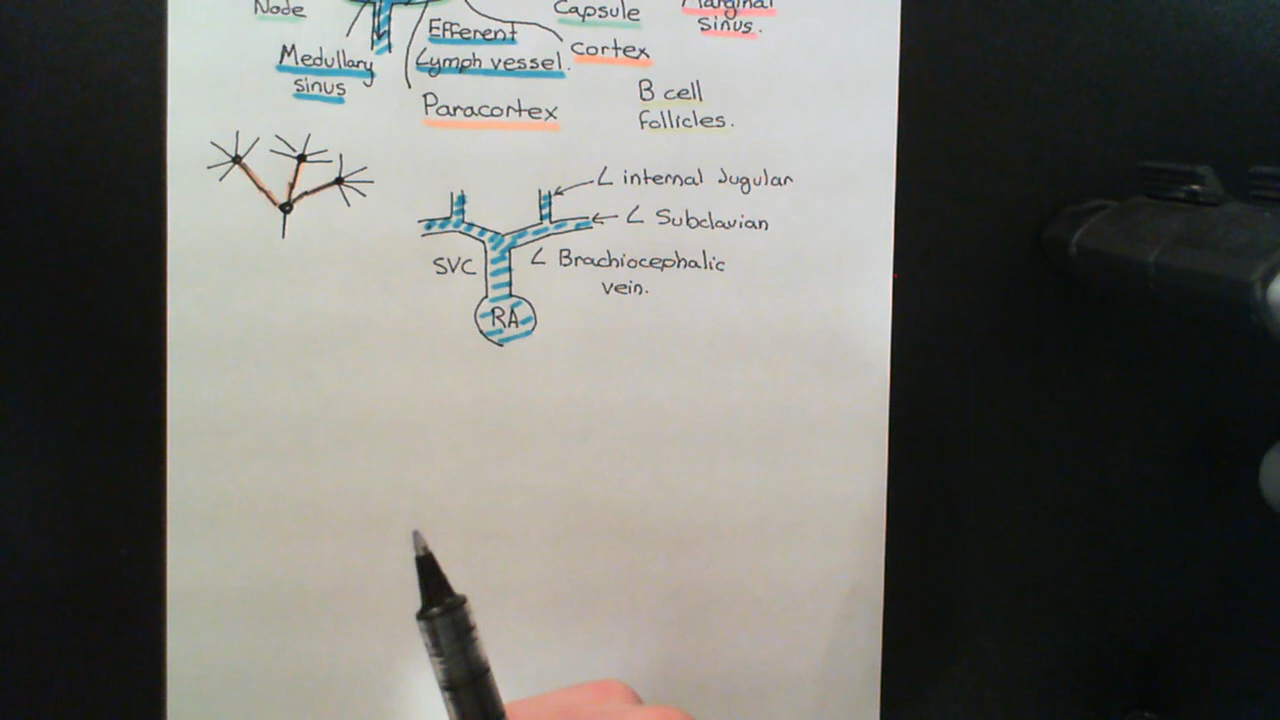 Node
Medullary
sinus
Efferent
Lymph vessel.
Paracortex
Capsule
cortex
Marginal
Sinus.
B cell
follicles.
L internal Jugular
L Subclavian
L Brachiocephalic
vein.
SVC
RA